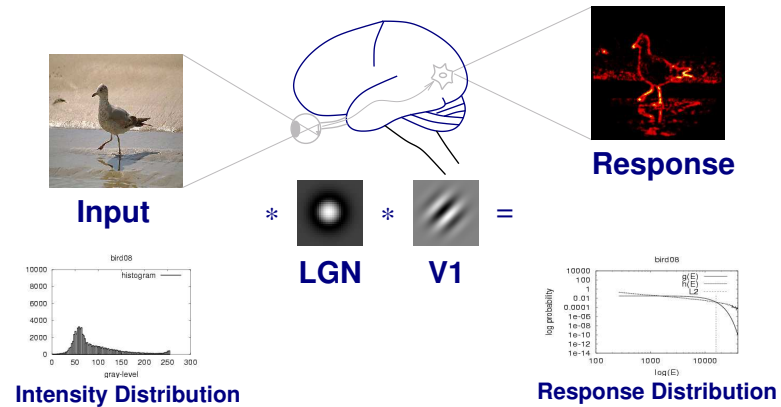 Response
Input
* * =
LGN V1
bird08
histogram
10000
8000
6000
4000
2000
0
0 50 100 150 200 250 300
gray-level
Intensity Distribution
bird08
g(E)
h(E)
L2
log probability
10000
100
1
0.01
0.0001
1e-06
1e-08
1e-10
1e-12
1e-14
100 1000 10000
log(E)
Response Distribution